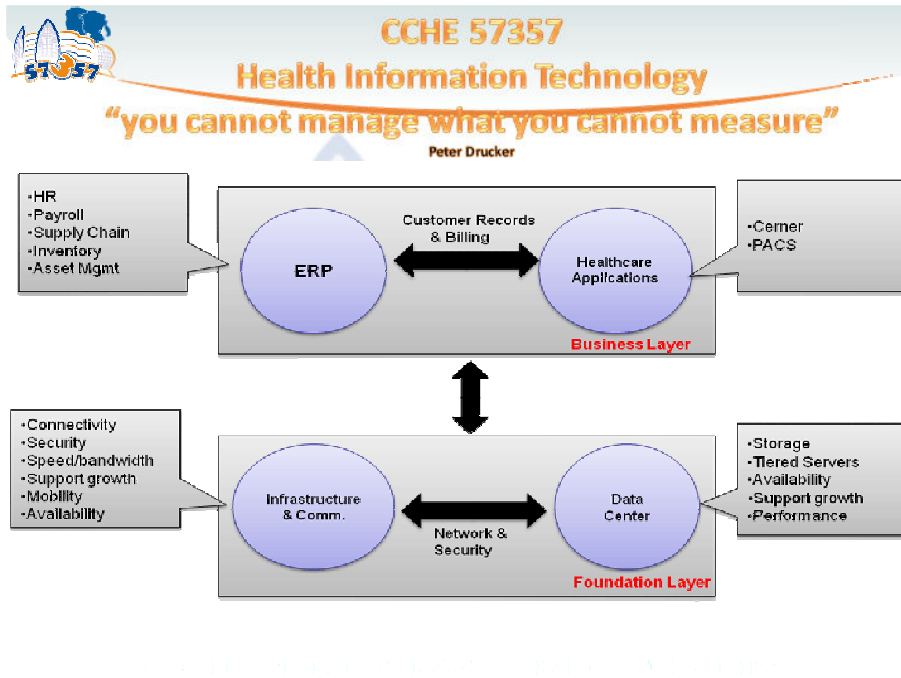 57357
CCHE 57357
Health Information Technology
“you cannot manage what you cannot measure”
Peter Drucker
•HR
•Payroll
•Supply Chain
•Inventory
•Asset Mgmt
ERP
Customer Records
& Billing
Healthcare
Applications
Business Layer
•Cerner
•PACS
•Connectivity
•Security
•Speed/bandwidth
•Support growth
•Mobility
•Availability
Infrastructure
& Comm.
Network &
Security
Data
Center
Foundation Layer
•Storage
•Tiered Servers
•Availability
•Support growth
•Performance